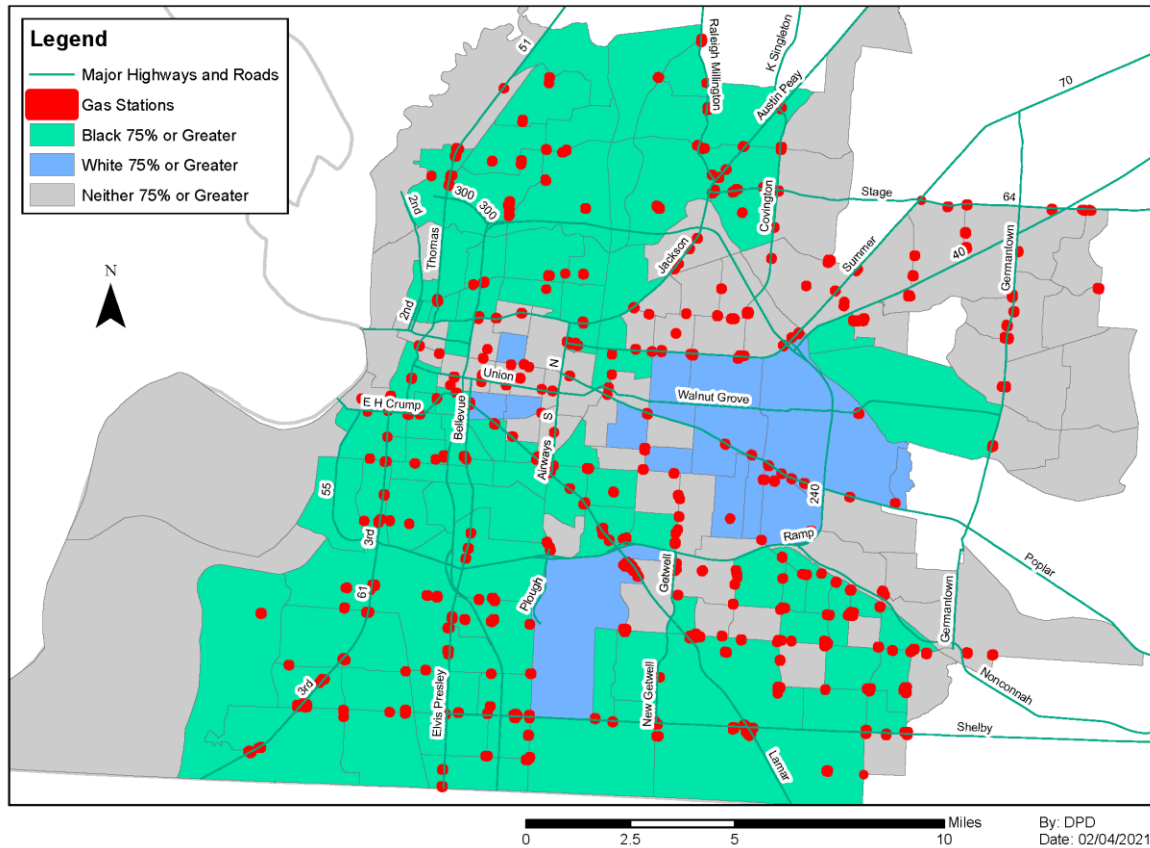 Legend
Major Highways and Roads
Gas Stations
Black 75% or Greater
White 75% or Greater
Neither 75% or Greater
51
Raleigh Millington
K Singleton
Austin Peay
70
300
300
2nd
Thomas
Covington
Stage
64
Jackson
Summer
40
Germantown
N
2nd
Union
N
E H Crump
Bellevue
S
Airways
Walnut Grove
55
240
3rd
Ramp
Getwell
Plough
61
Poplar
Germantown
3rd
Elvis Presley
New Getwell
Nonconnah
Shelby
Lamar
Miles
0 2.5 5 10
By: DPD
Date: 02/04/2021